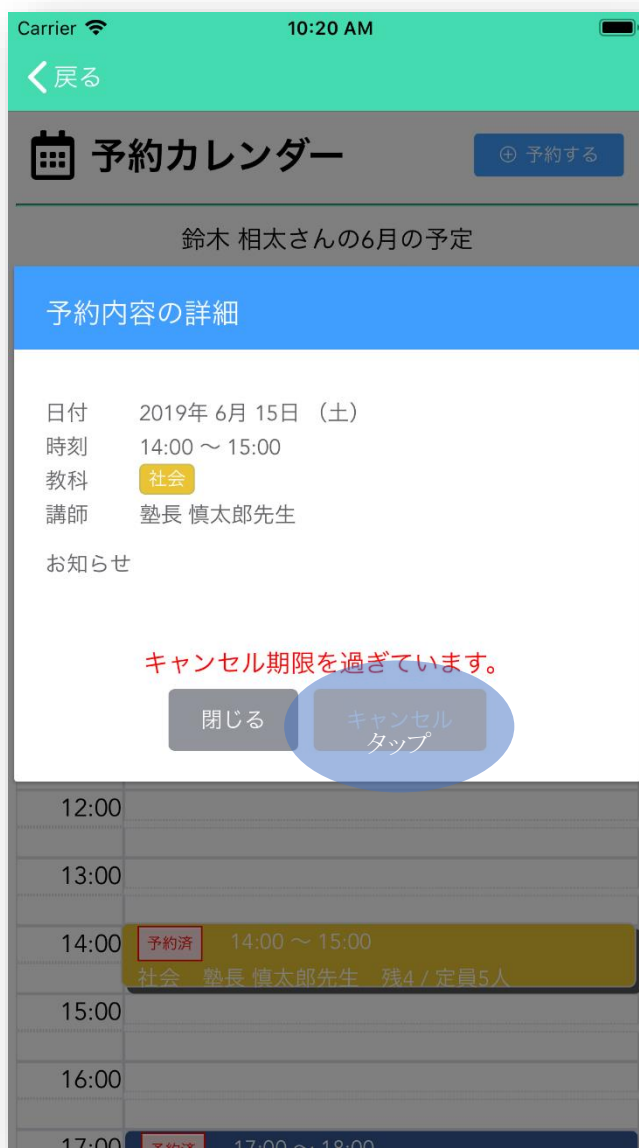 Carrier 10:20 AM
戻る
予約カレンダー ⊕ 予約する
鈴木 相太さんの6月の予定
予約内容の詳細
日付 2019年 6月 15日 （土）
時刻 14:00 〜 15:00
教科 社会
講師 塾長 慎太郎先生
お知らせ
キャンセル期限を過ぎています。
閉じる キャンセル
タップ
12:00
13:00
14:00 予約済 14:00 〜 15:00
社会 塾長 慎太郎先生 残4 / 定員5人
15:00
16:00
17:00 予約済 17:00 〜 18:00